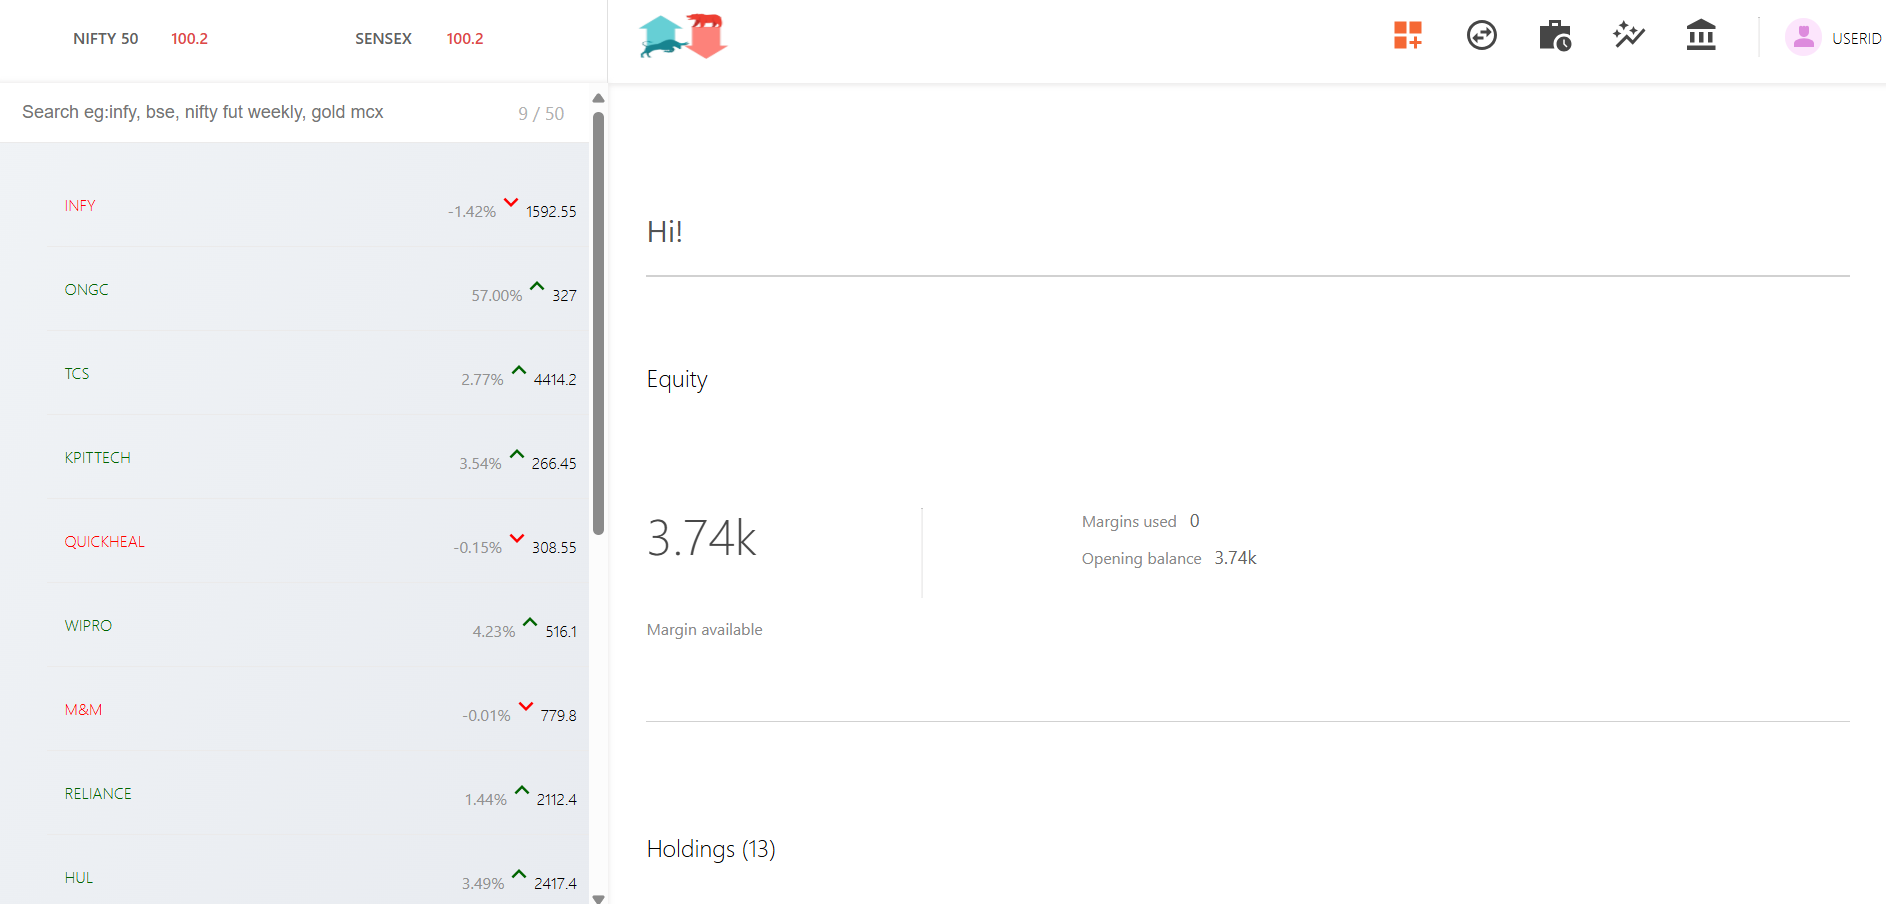 NIFTY 50 100.2 SENSEX 100.2
USERID
Search eg:infy, bse, nifty fut weekly, gold mcx 9 / 50
INFY -1.42% 1592.55
ONGC 57.00% 327
TCS 2.77% 4414.2
KPITTECH 3.54% 266.45
QUICKHEAL -0.15% 308.55
WIPRO 4.23% 516.1
M&M -0.01% 779.8
RELIANCE 1.44% 2112.4
HUL 3.49% 2417.4
Hi!
Equity
3.74k
Margin available
Margins used 0
Opening balance 3.74k
Holdings (13)